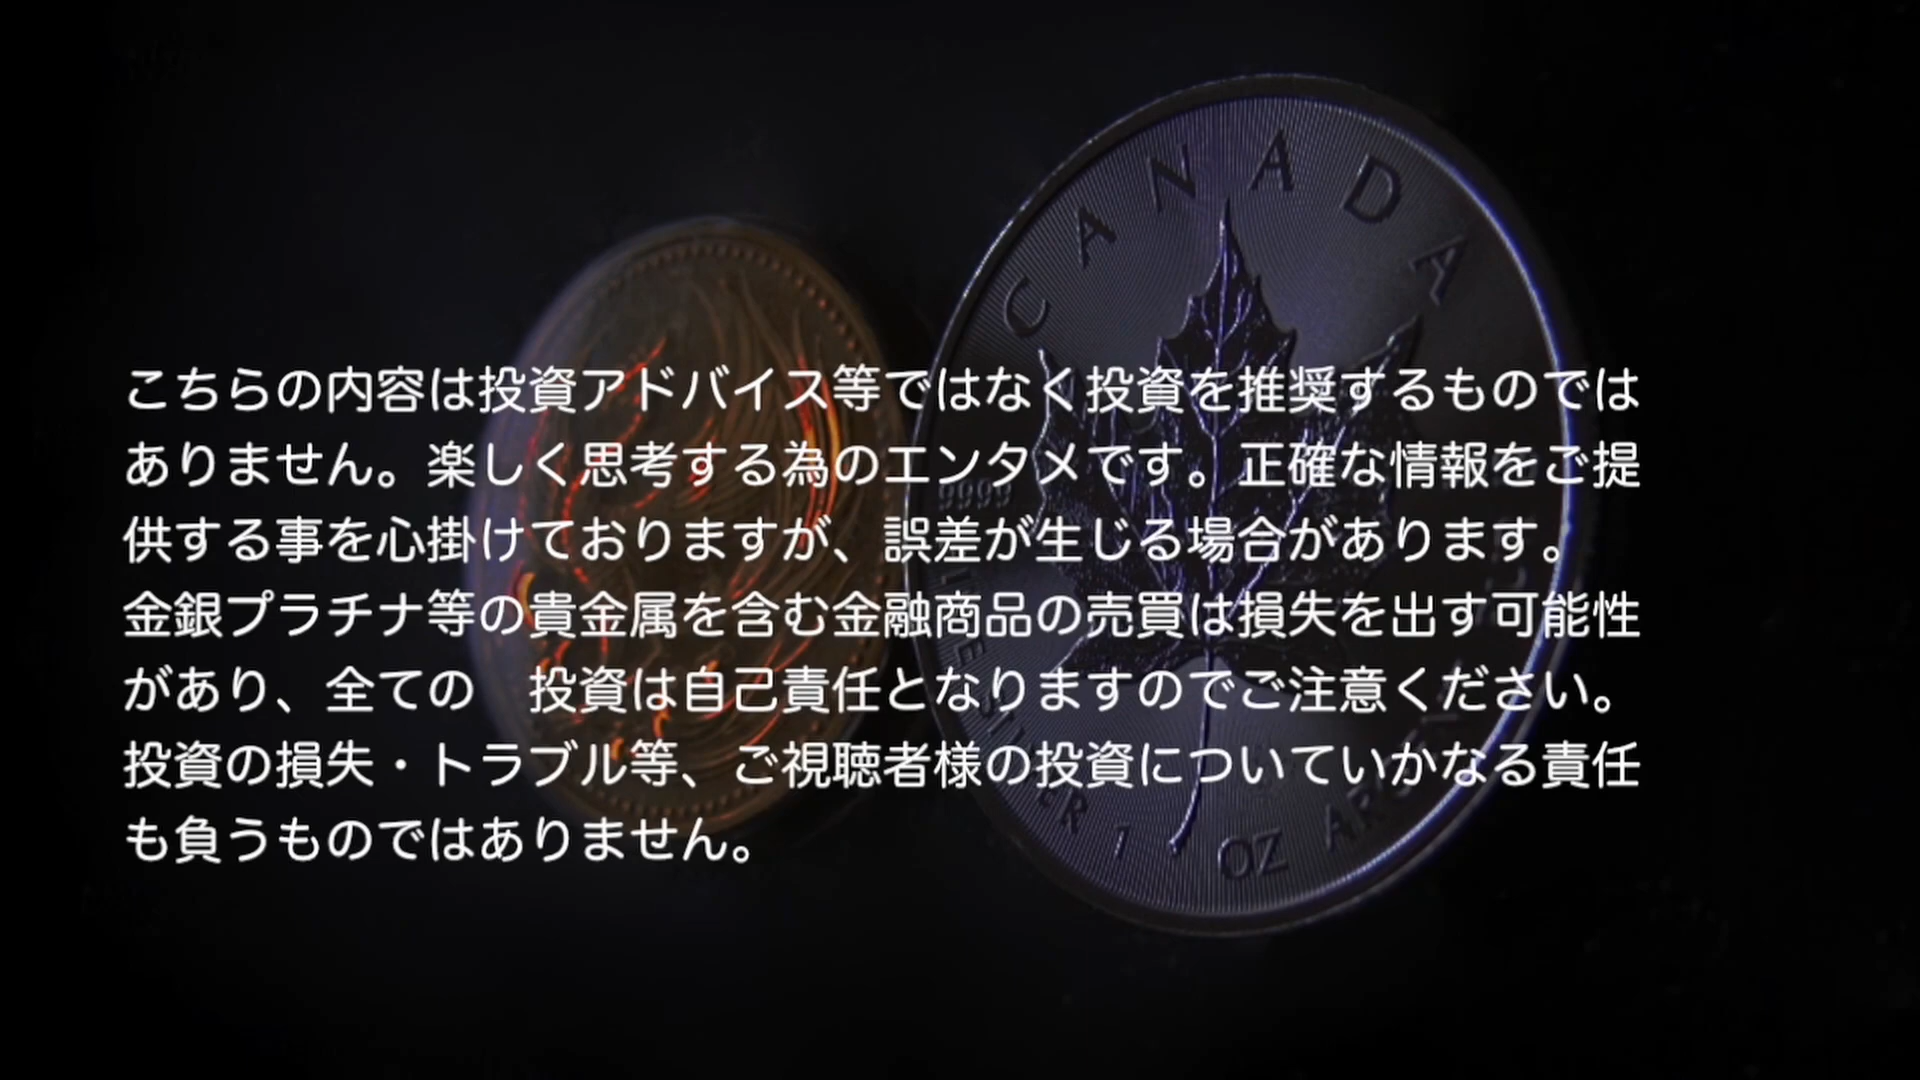 こちらの内容は投資アドバイス等ではなく投資を推奨するものでは
ありません。楽しく思考する為のエンタメです。正確な情報をご提
供する事を心掛けておりますが、誤差が生じる場合があります。
金銀プラチナ等の貴金属を含む金融商品の売買は損失を出す可能性
があり、全ての　投資は自己責任となりますのでご注意ください。
投資の損失・トラブル等、ご視聴者様の投資についていかなる責任
も負うものではありません。
CANADA
9999
1 OZ